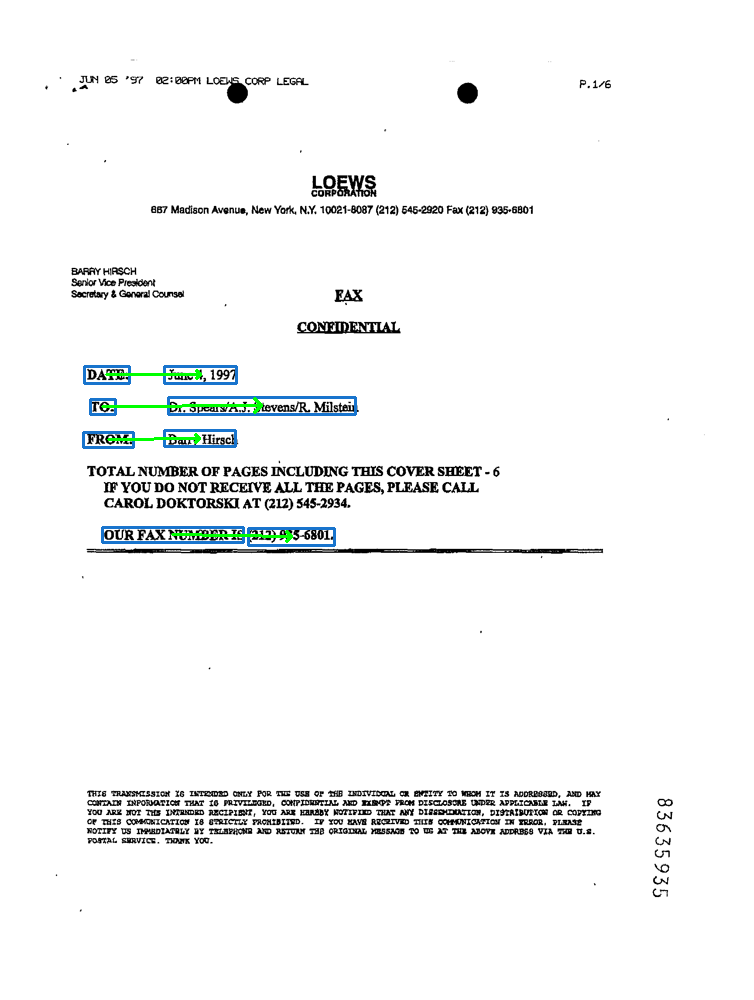 JUN 05 '97 02:00PM LOEWS CORP LEGAL P.1/6
LOEWS
CORPORATION
667 Madison Avenue, New York, N.Y. 10021-8087 (212) 545-2920 Fax (212) 935-6801
BARRY HIRSCH
Senior Vice President
Secretary & General Counsel
FAX
CONFIDENTIAL
DATE: June , 1997
TO: Dr. Spears/A.J. Stevens/R. Milstein
FROM: Hirsch
TOTAL NUMBER OF PAGES INCLUDING THIS COVER SHEET - 6
IF YOU DO NOT RECEIVE ALL THE PAGES, PLEASE CALL
CAROL DOKTORSKI AT (212) 545-2934.
OUR FAX NUMBER IS (212) 935-6801.
THIS TRANSMISSION IS INTENDED ONLY FOR THE USE OF THE INDIVIDUAL OR ENTITY TO WHOM IT IS ADDRESSED, AND MAY
CONTAIN INFORMATION THAT IS PRIVILEGED, CONFIDENTIAL AND EXEMPT FROM DISCLOSURE UNDER APPLICABLE LAW. IF
YOU ARE NOT THE INTENDED RECIPIENT, YOU ARE HEREBY NOTIFIED THAT ANY DISSEMINATION, DISTRIBUTION OR COPYING
OF THIS COMMUNICATION IS STRICTLY PROHIBITED. IF YOU HAVE RECEIVED THIS COMMUNICATION IN ERROR, PLEASE
NOTIFY US IMMEDIATELY BY TELEPHONE AND RETURN THE ORIGINAL MESSAGE TO US AT THE ABOVE ADDRESS VIA THE U.S.
POSTAL SERVICE. THANK YOU.
83635935